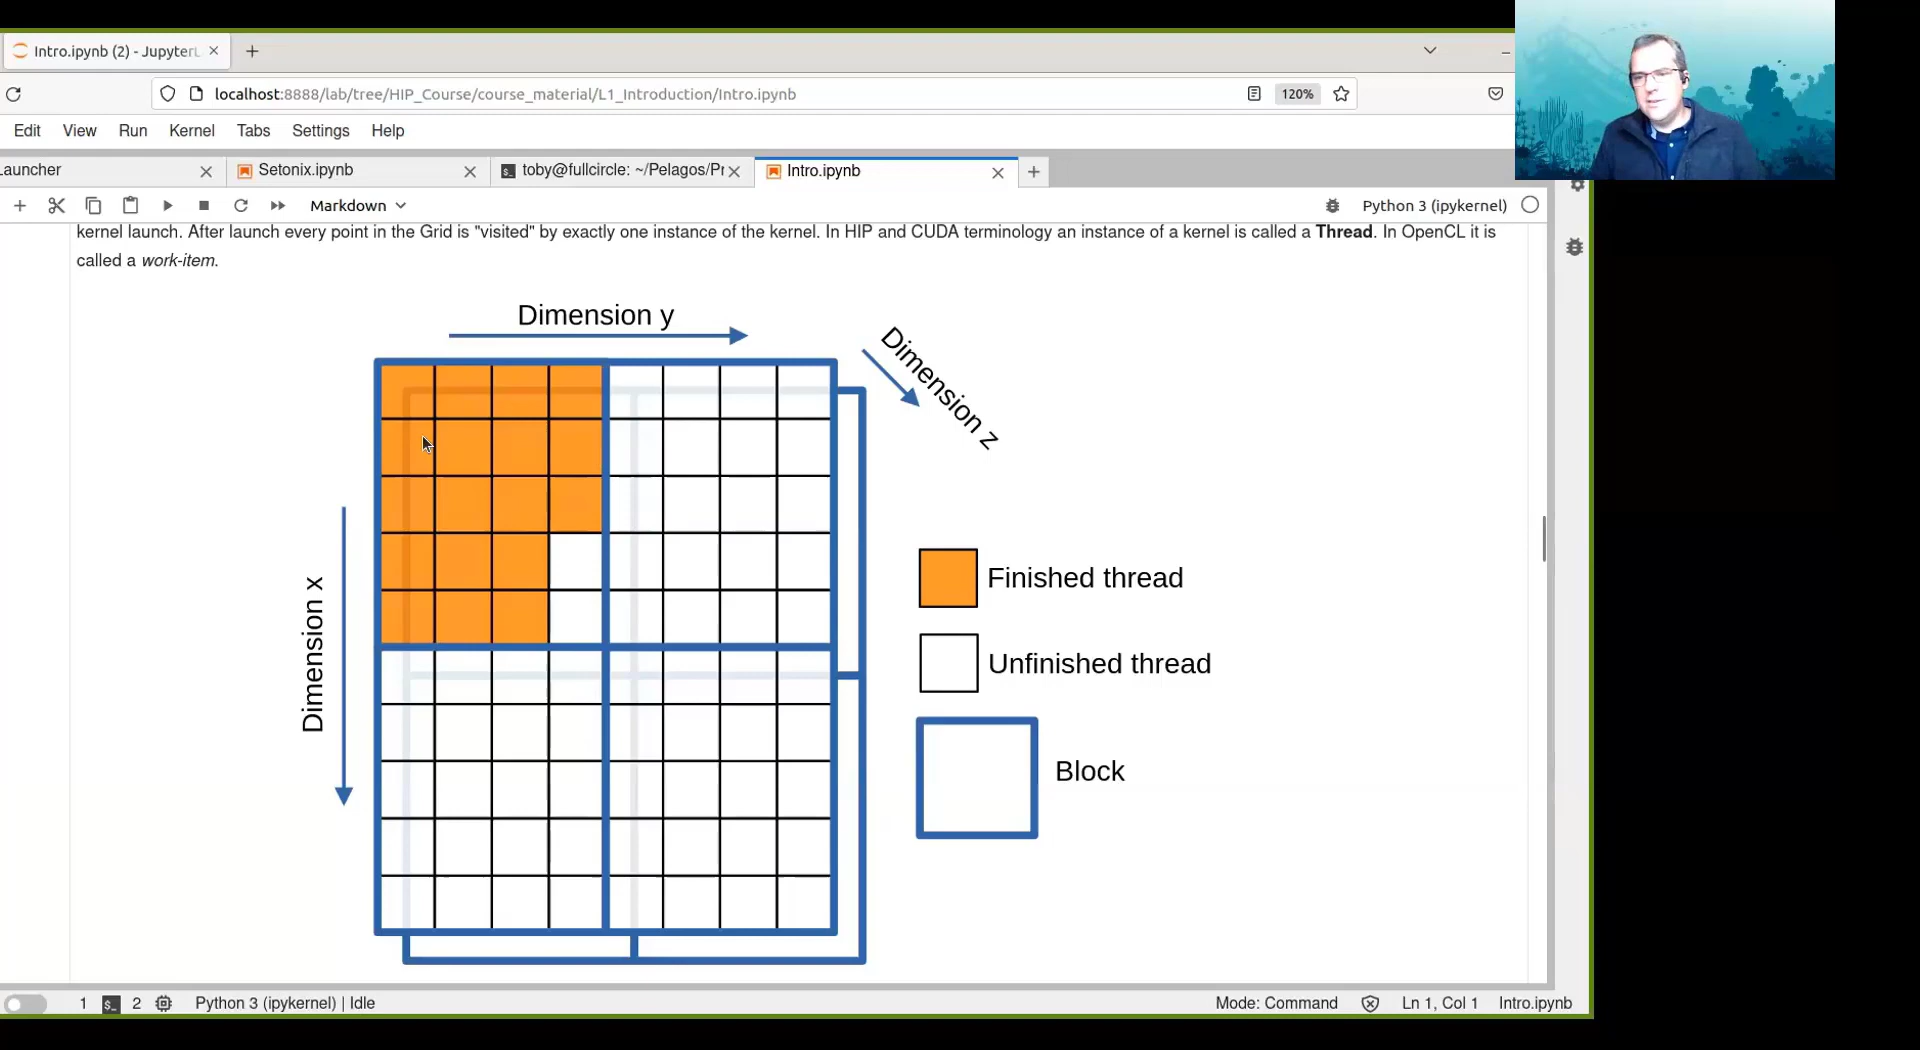 Intro.ipynb (2) - JupyterL
localhost:8888/lab/tree/HIP_Course/course_material/L1_Introduction/Intro.ipynb
120%
Edit View Run Kernel Tabs Settings Help
Launcher
Setonix.ipynb
toby@fullcircle: ~/Pelagos/Pr
Intro.ipynb
Markdown
Python 3 (ipykernel)
kernel launch. After launch every point in the Grid is "visited" by exactly one instance of the kernel. In HIP and CUDA terminology an instance of a kernel is called a Thread. In OpenCL it is
called a work-item.
Dimension y
Dimension z
Dimension x
Finished thread
Unfinished thread
Block
1 2 Python 3 (ipykernel) | Idle
Mode: Command Ln 1, Col 1 Intro.ipynb